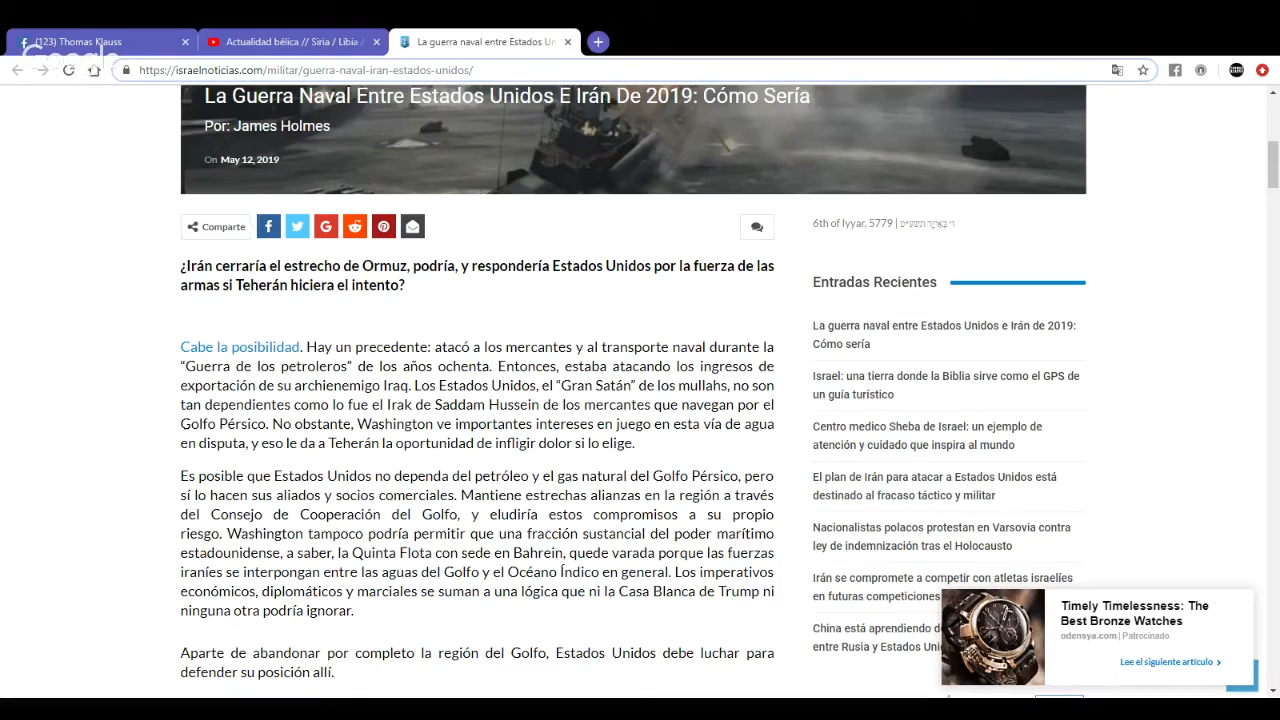 (123) Thomas Klauss
Actualidad bélica // Siria / Libia /
La guerra naval entre Estados Un
Google
https://israelnoticias.com/militar/guerra-naval-iran-estados-unidos/
La Guerra Naval Entre Estados Unidos E Irán De 2019: Cómo Sería
Por: James Holmes
On May 12, 2019
Comparte
6th of Iyyar, 5779 | ז׳ בְּאִיָּיר תשע״ט
¿Irán cerraría el estrecho de Ormuz, podría, y respondería Estados Unidos por la fuerza de las
armas si Teherán hiciera el intento?
Cabe la posibilidad. Hay un precedente: atacó a los mercantes y al transporte naval durante la
“Guerra de los petroleros” de los años ochenta. Entonces, estaba atacando los ingresos de
exportación de su archienemigo Iraq. Los Estados Unidos, el “Gran Satán” de los mullahs, no son
tan dependientes como lo fue el Irak de Saddam Hussein de los mercantes que navegan por el
Golfo Pérsico. No obstante, Washington ve importantes intereses en juego en esta vía de agua
en disputa, y eso le da a Teherán la oportunidad de infligir dolor si lo elige.
Es posible que Estados Unidos no dependa del petróleo y el gas natural del Golfo Pérsico, pero
sí lo hacen sus aliados y socios comerciales. Mantiene estrechas alianzas en la región a través
del Consejo de Cooperación del Golfo, y eludiría estos compromisos a su propio
riesgo. Washington tampoco podría permitir que una fracción sustancial del poder marítimo
estadounidense, a saber, la Quinta Flota con sede en Bahrein, quede varada porque las fuerzas
iraníes se interpongan entre las aguas del Golfo y el Océano Índico en general. Los imperativos
económicos, diplomáticos y marciales se suman a una lógica que ni la Casa Blanca de Trump ni
ninguna otra podría ignorar.
Aparte de abandonar por completo la región del Golfo, Estados Unidos debe luchar para
defender su posición allí.
Entradas Recientes
La guerra naval entre Estados Unidos e Irán de 2019:
Cómo sería
Israel: una tierra donde la Biblia sirve como el GPS de
un guía turístico
Centro medico Sheba de Israel: un ejemplo de
atención y cuidado que inspira al mundo
El plan de Irán para atacar a Estados Unidos está
destinado al fracaso táctico y militar
Nacionalistas polacos protestan en Varsovia contra
ley de indemnización tras el Holocausto
Irán se compromete a competir con atletas israelíes
en futuras competiciones
China está aprendiendo d
entre Rusia y Estados Uni
Timely Timelessness: The
Best Bronze Watches
odensya.com | Patrocinado
Lee el siguiente artículo